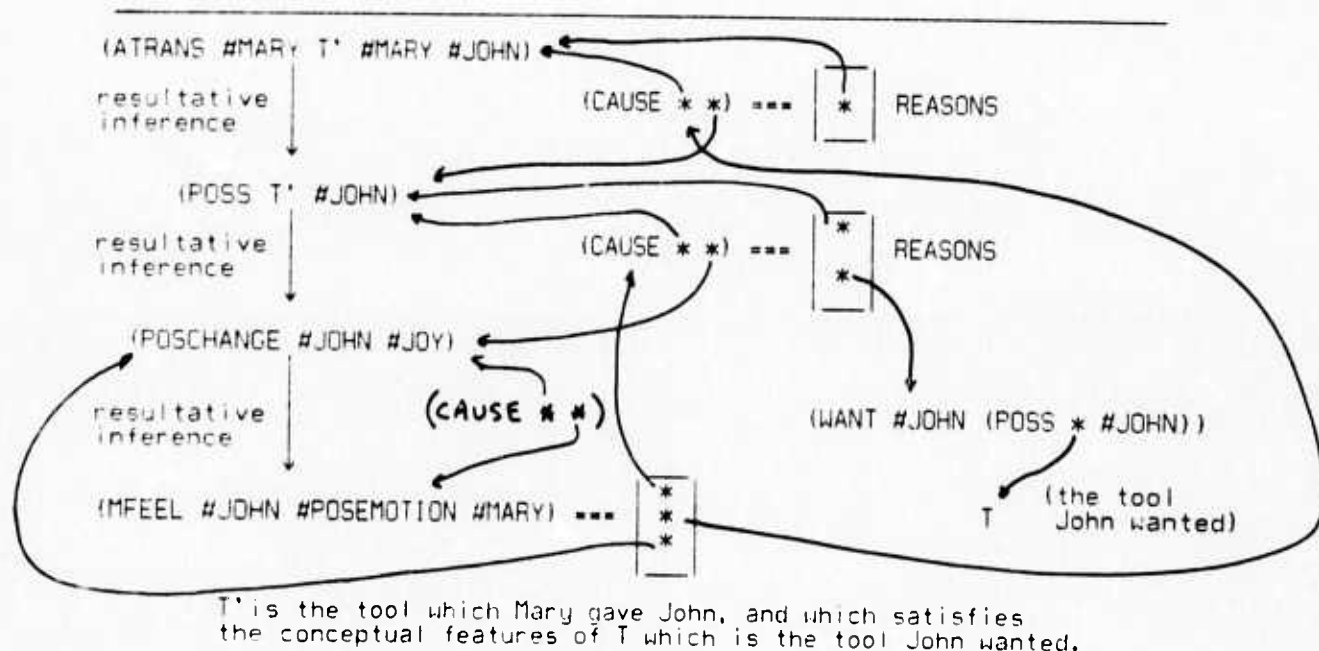 (ATRANS #MARY T' #MARY #JOHN)
resultative
inference
(CAUSE * *) === * REASONS
(POSS T' #JOHN)
resultative
inference
(CAUSE * *) === * REASONS
*
(POSCHANGE #JOHN #JOY)
resultative
inference
(CAUSE * *)
(WANT #JOHN (POSS * #JOHN))
(MFEEL #JOHN #POSEMOTION #MARY) === *
*
*
T
(the tool
John wanted)
T' is the tool which Mary gave John, and which satisfies
the conceptual features of T which is the tool John wanted.